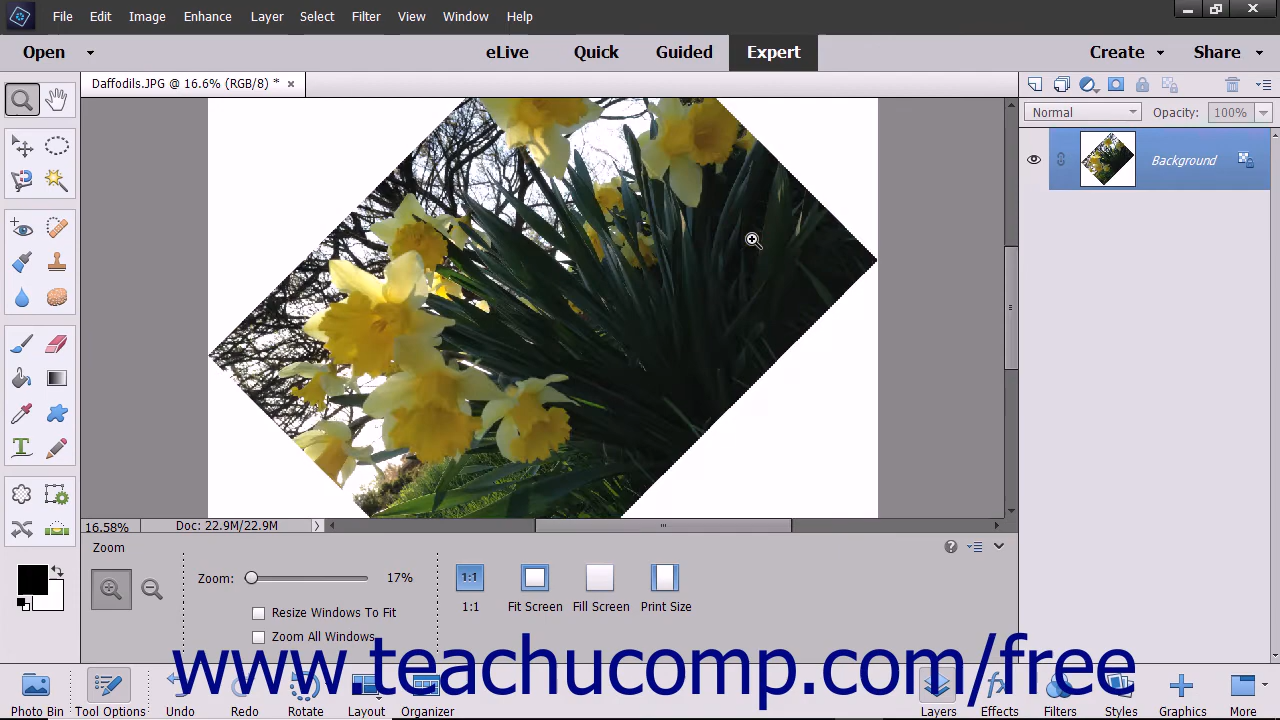 File Edit Image Enhance Layer Select Filter View Window Help
Open eLive Quick Guided Expert Create Share
Daffodils.JPG @ 16.6% (RGB/8) * ×
Normal Opacity: 100%
Background
16.58% Doc: 22.9M/22.9M
Zoom
Zoom: 17%
1:1
1:1 Fit Screen Fill Screen Print Size
Resize Windows To Fit
Zoom All Windows
www.teachucomp.com/free
Photo Bin Tool Options Undo Redo Rotate Layout Organizer Layers Effects Filters Styles Graphics More